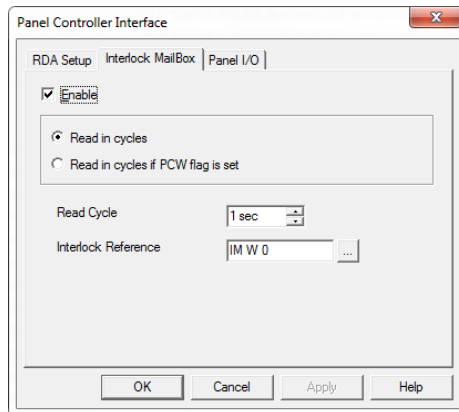 Panel Controller Interface
RDA Setup Interlock MailBox Panel I/O
Enable
Read in cycles
Read in cycles if PCW flag is set
Read Cycle 1 sec
Interlock Reference IM W 0 ...
OK Cancel Apply Help